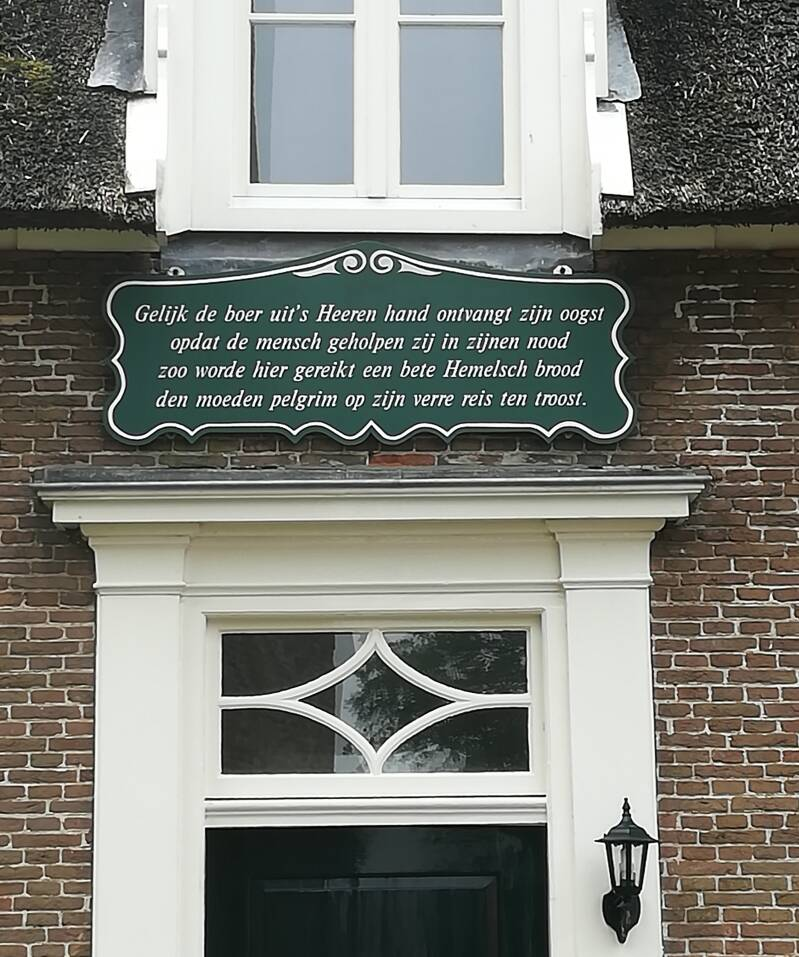 Gelijk de boer uit's Heeren hand ontvangt zijn oogst
opdat de mensch geholpen zij in zijnen nood
zoo worde hier gereikt een bete Hemelsch brood
den moeden pelgrim op zijn verre reis ten troost.